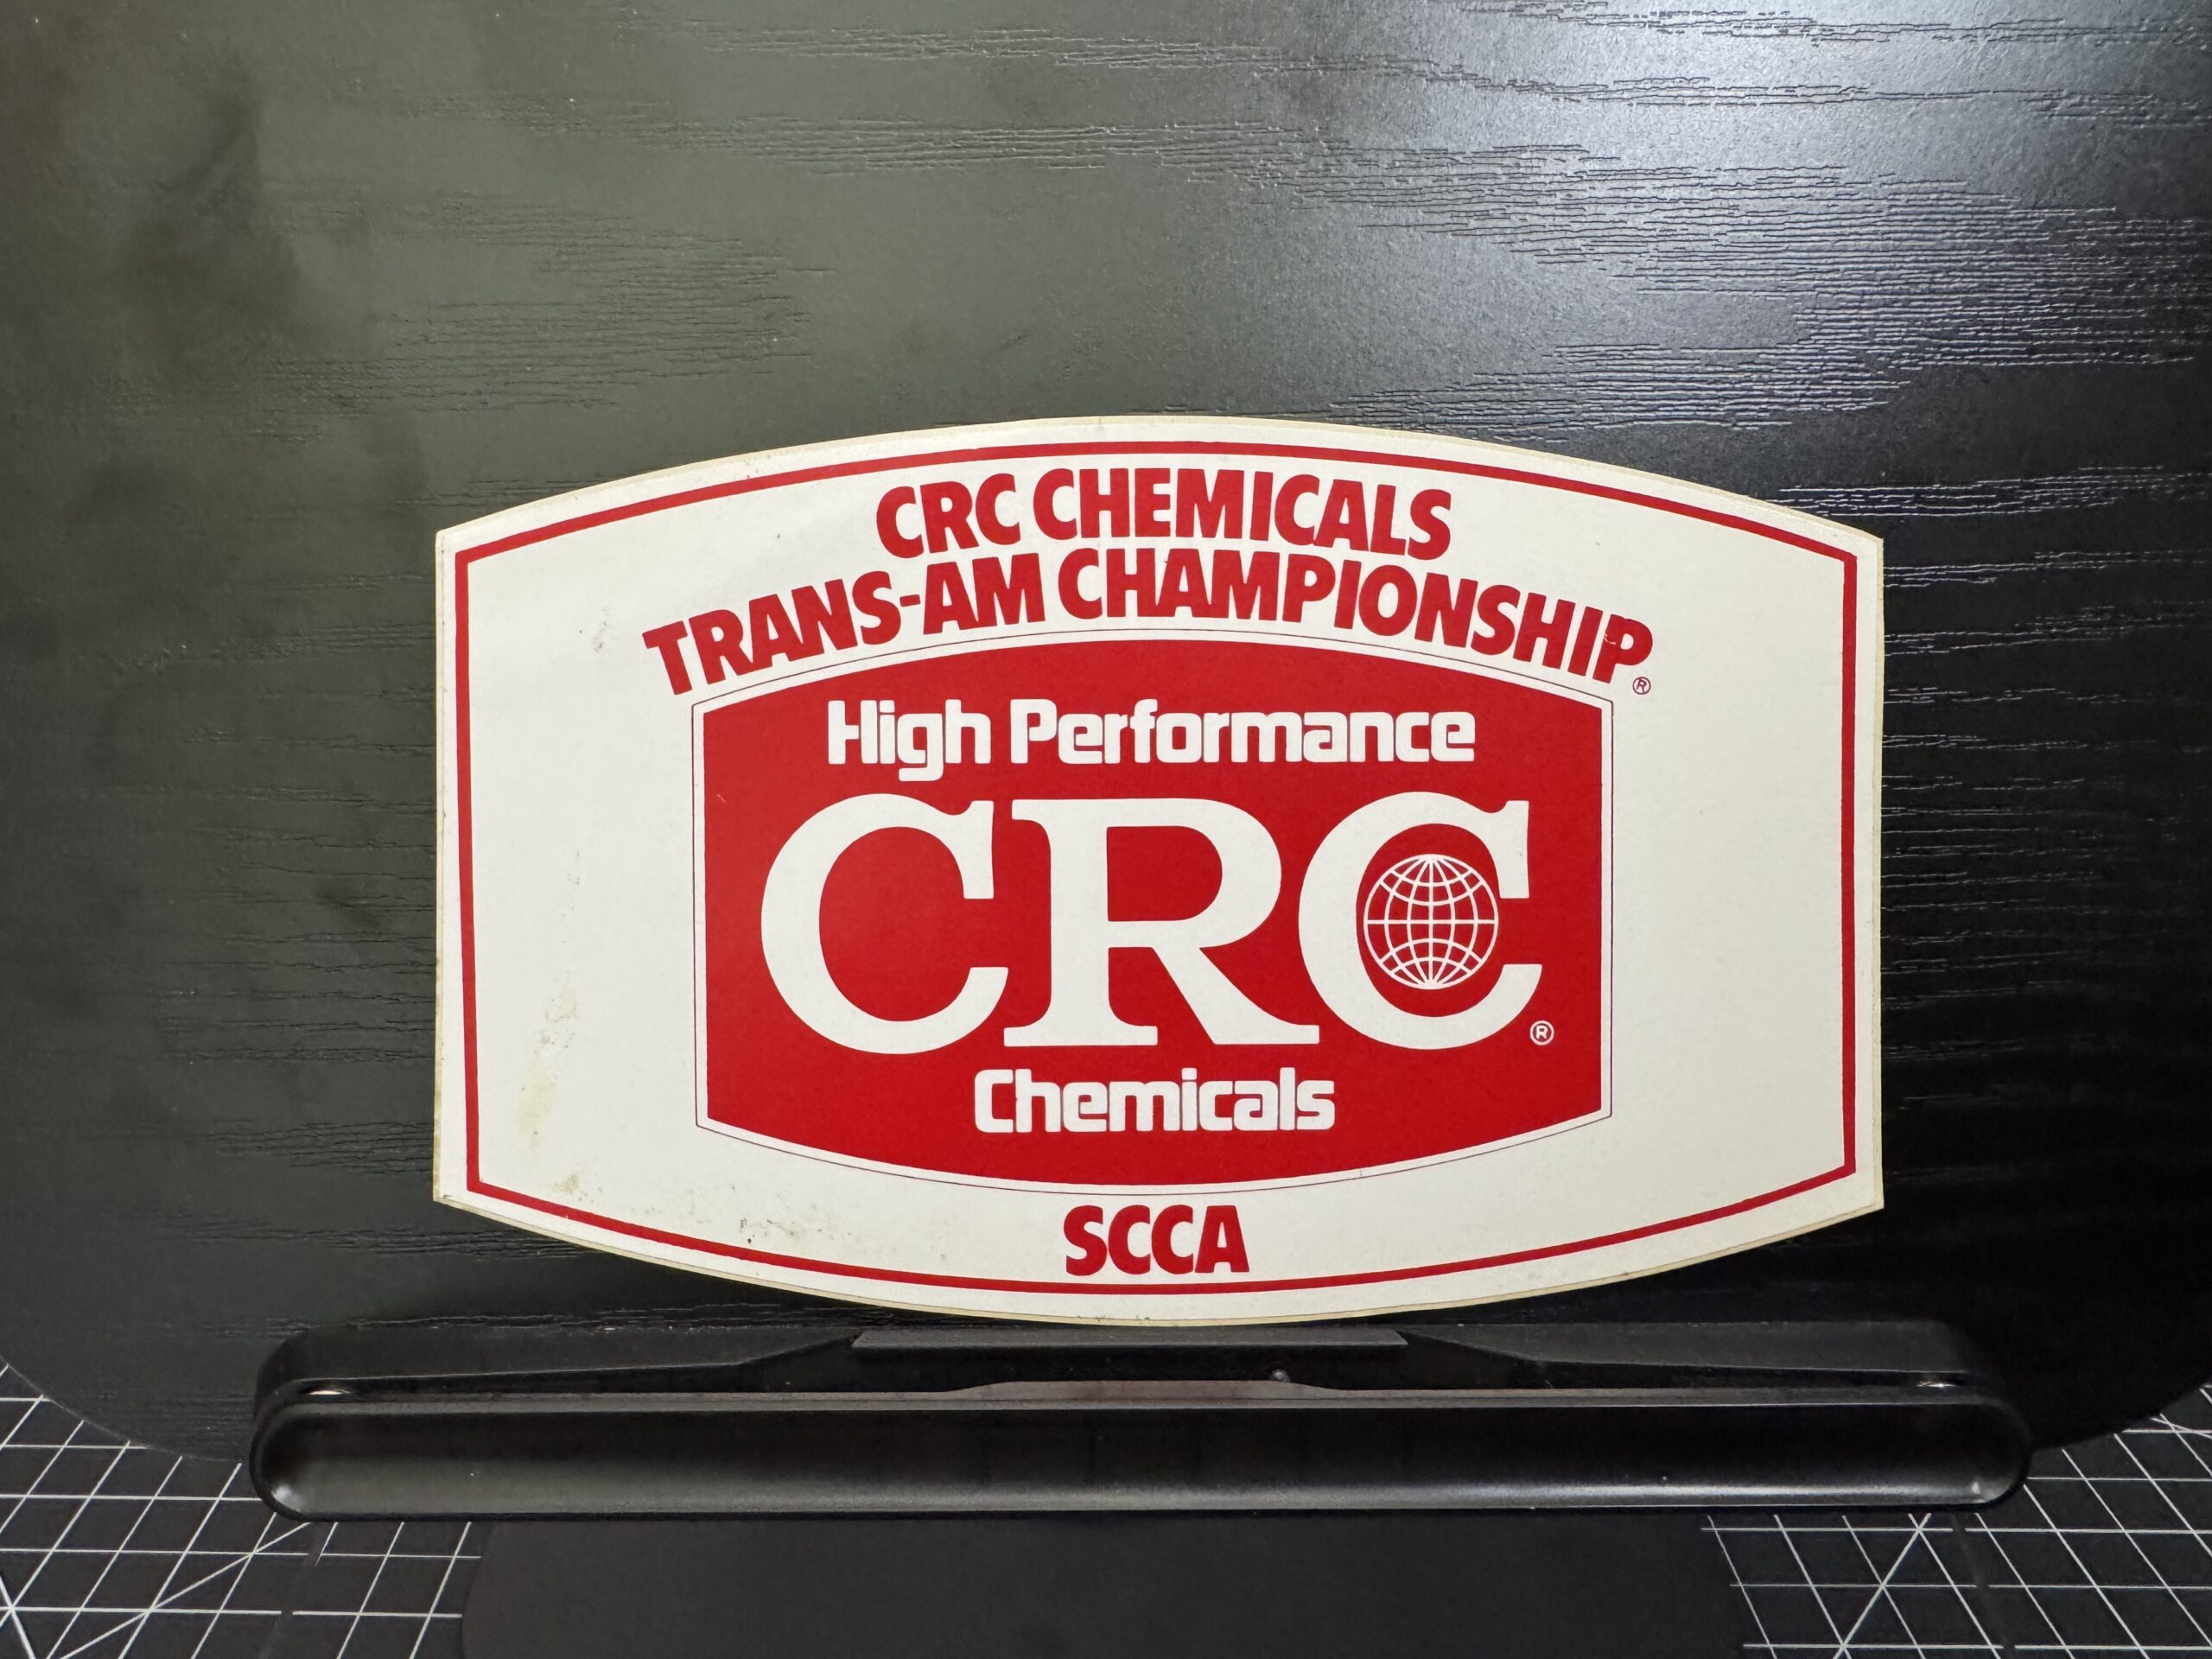 CRC CHEMICALS
TRANS-AM CHAMPIONSHIP®
High Performance
CRC®
Chemicals
SCCA